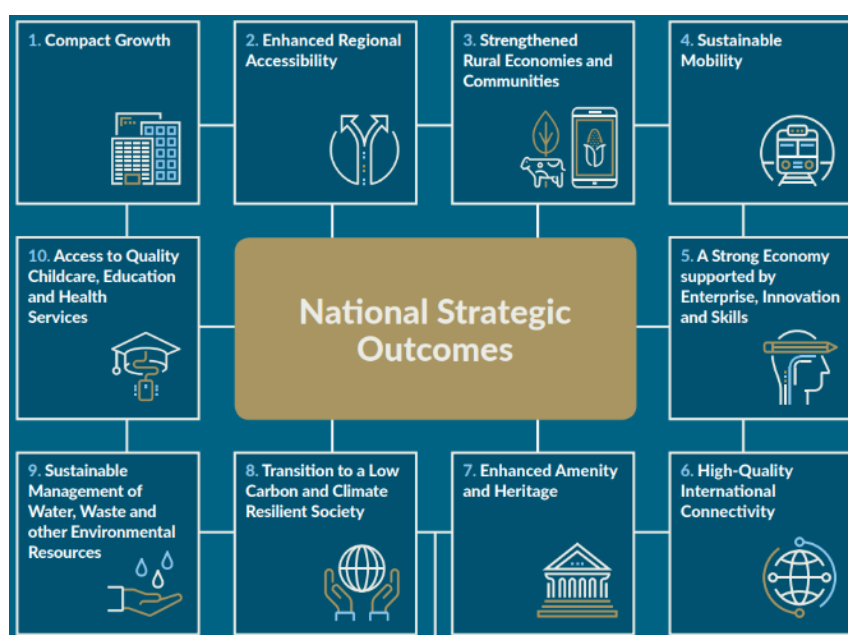 1. Compact Growth
2. Enhanced Regional
Accessibility
3. Strengthened
Rural Economies and
Communities
4. Sustainable
Mobility
10. Access to Quality
Childcare, Education
and Health
Services
National Strategic
Outcomes
5. A Strong Economy
supported by
Enterprise, Innovation
and Skills
9. Sustainable
Management of
Water, Waste and
other Environmental
Resources
8. Transition to a Low
Carbon and Climate
Resilient Society
7. Enhanced Amenity
and Heritage
6. High-Quality
International
Connectivity